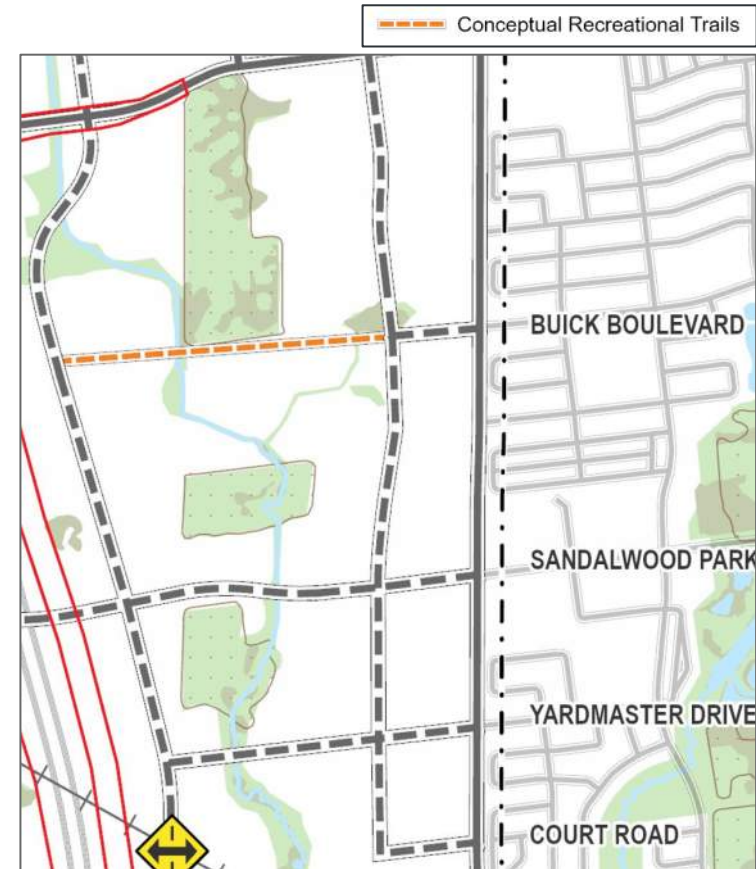 Conceptual Recreational Trails
BUICK BOULEVARD
SANDALWOOD PARK
YARDMASTER DRIVE
COURT ROAD